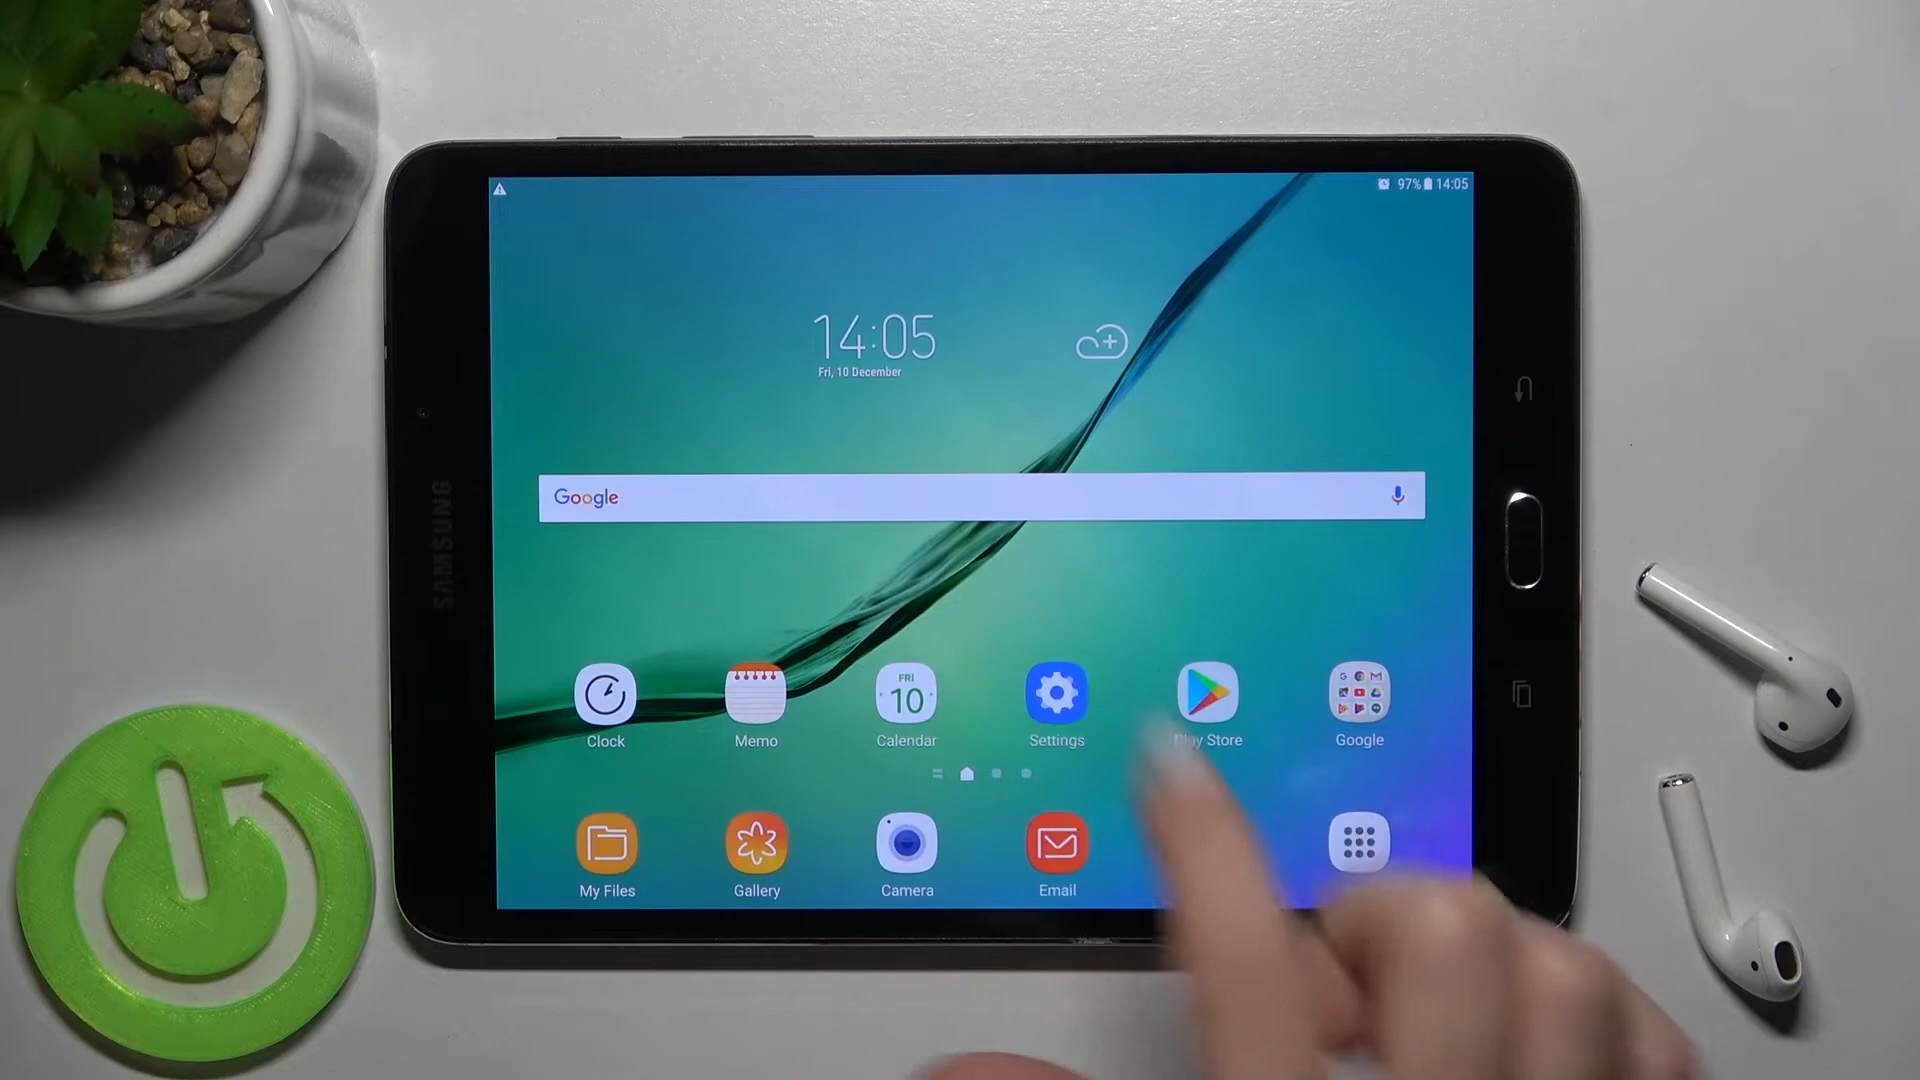 97% 14:05
14:05
Fri, 10 December
Google
SAMSUNG
Clock
Memo
FRI
10
Calendar
Settings
Play Store
Google
My Files
Gallery
Camera
Email